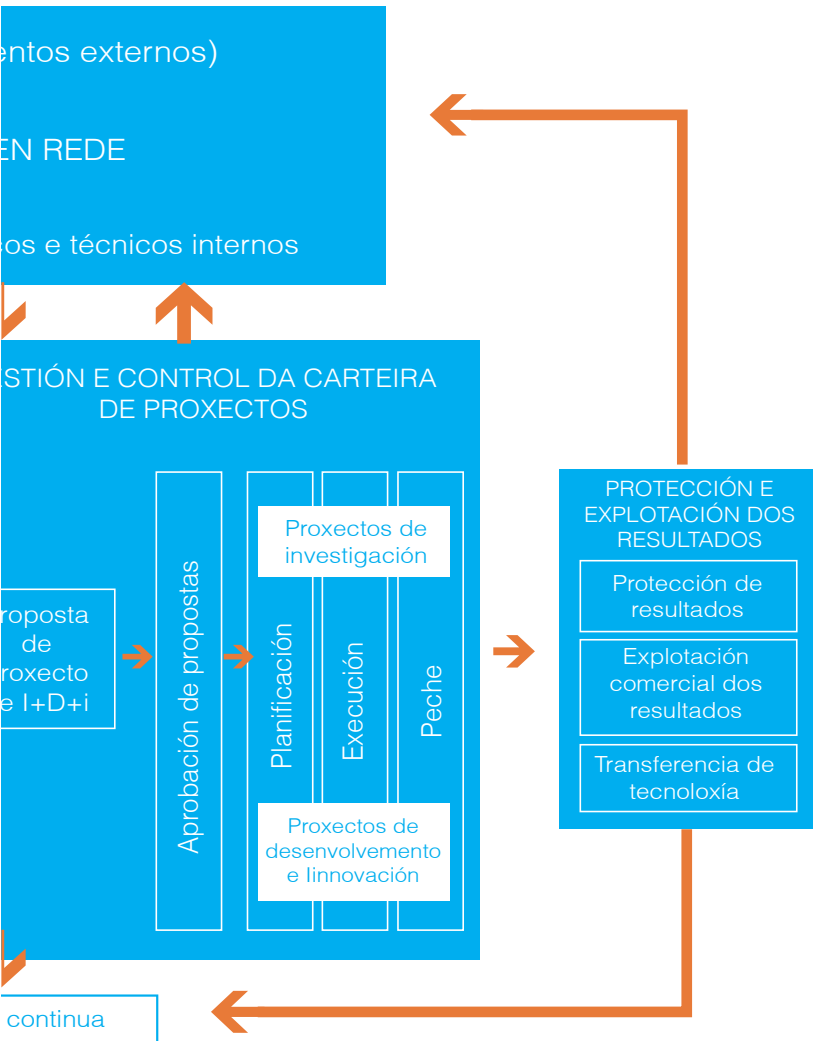 entos externos)
EN REDE
cos e técnicos internos
ESTIÓN E CONTROL DA CARTEIRA
DE PROXECTOS
roposta
de
roxecto
e I+D+i
Aprobación de propostas
Planificación
Execución
Peche
Proxectos de
investigación
Proxectos de
desenvolvemento
e Iinnovación
PROTECCIÓN E
EXPLOTACIÓN DOS
RESULTADOS
Protección de
resultados
Explotación
comercial dos
resultados
Transferencia de
tecnoloxía
continua